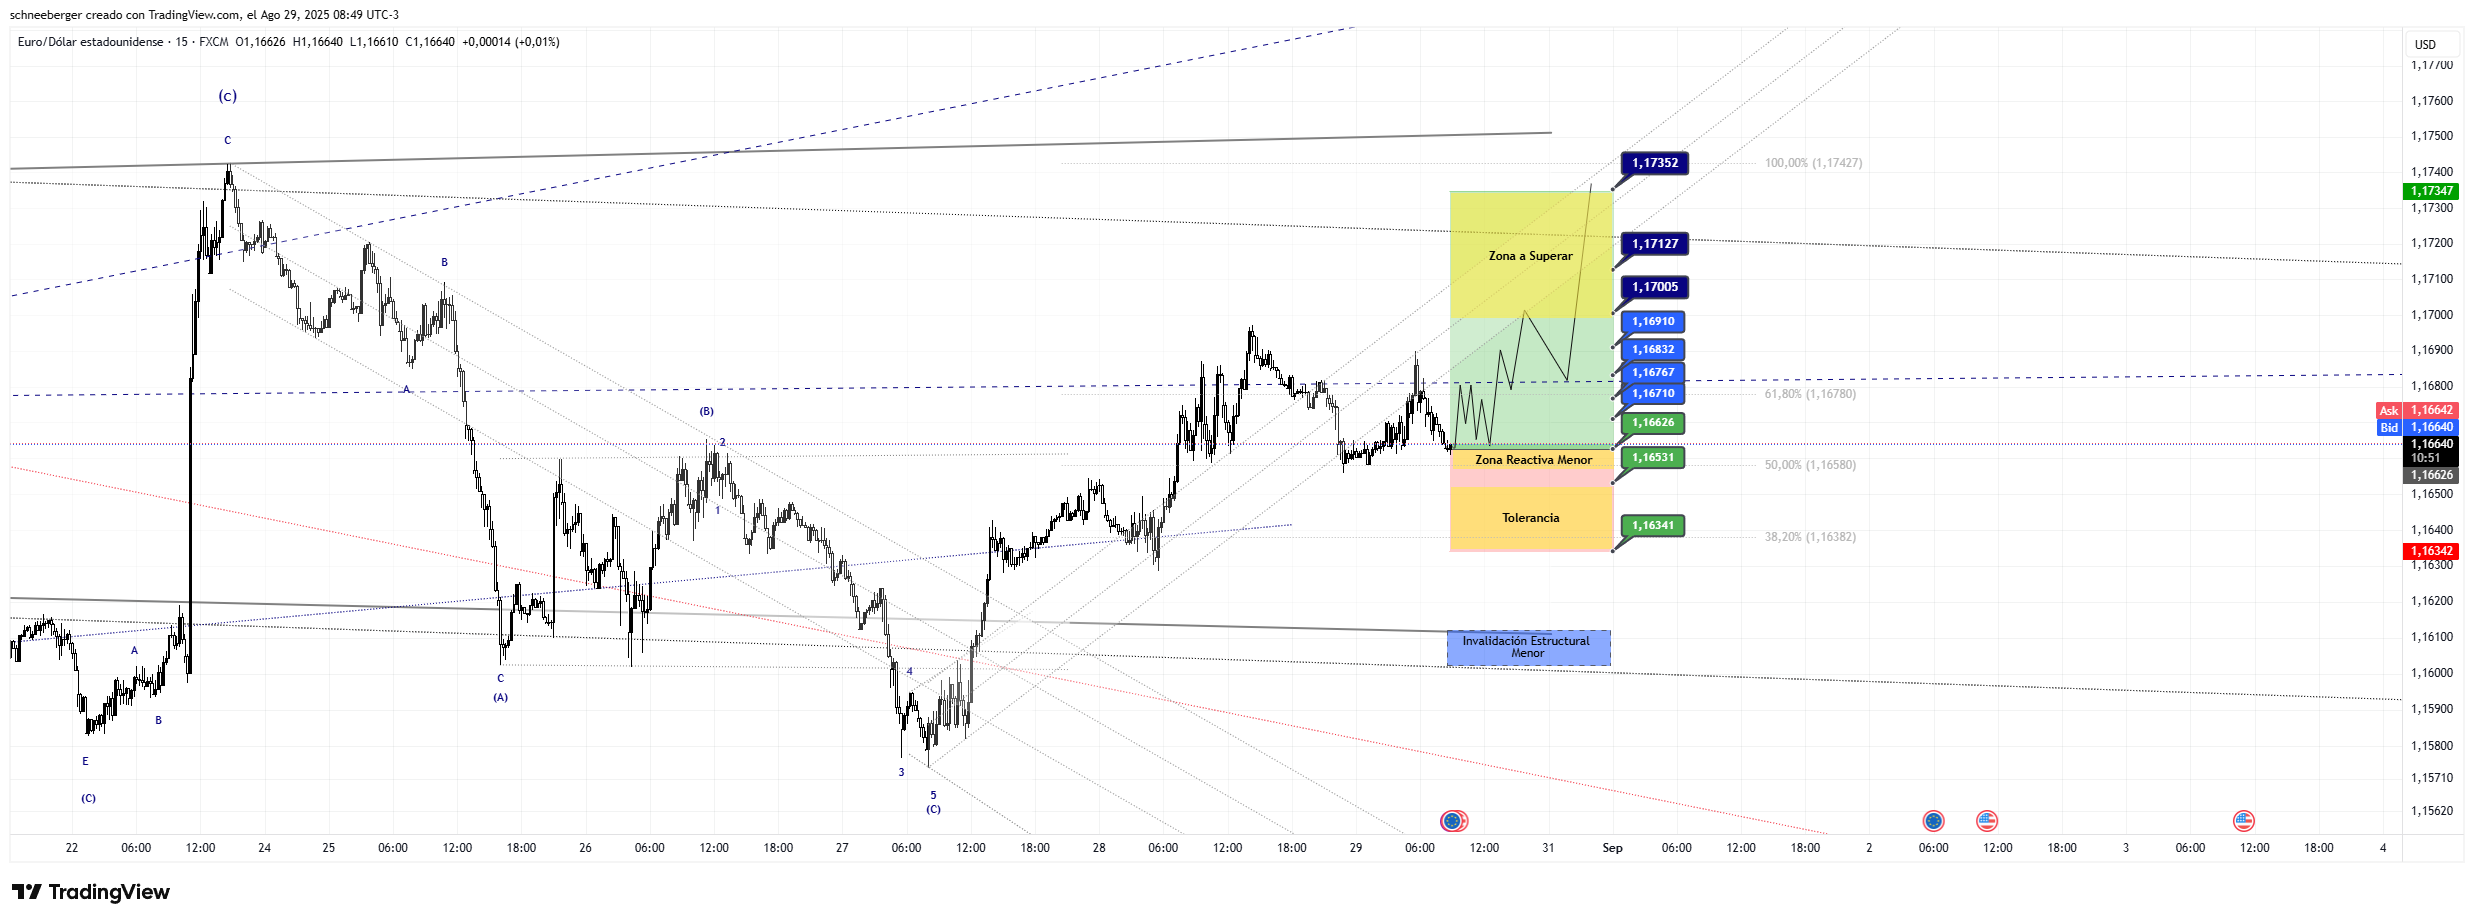 schneeberger creado con TradingView.com, el Ago 29, 2025 08:49 UTC-3
Euro/Dólar estadounidense · 15 · FXCM O1,16626 H1,16640 L1,16610 C1,16640 +0,00014 (+0,01%)
USD
1,17700
1,17600
1,17500
1,17400
1,17347
1,17300
1,17200
1,17100
1,17000
1,16900
1,16800
Ask 1,16642
Bid 1,16640
1,16640
10:51
1,16626
1,16500
1,16400
1,16342
1,16300
1,16200
1,16100
1,16000
1,15900
1,15800
1,15710
1,15620
(c)
C
B
A
(B)
2
1
A
B
E
(C)
C
(A)
4
3
5
(C)
100,00% (1,17427)
61,80% (1,16780)
50,00% (1,16580)
38,20% (1,16382)
1,17352
1,17127
1,17005
1,16910
1,16832
1,16767
1,16710
1,16626
1,16531
1,16341
Zona a Superar
Zona Reactiva Menor
Tolerancia
Invalidación Estructural
Menor
22 06:00 12:00 24 06:00 12:00 18:00 25 06:00 12:00 18:00 26 06:00 12:00 18:00 27 06:00 12:00 18:00 28 06:00 12:00 18:00 29 06:00 12:00 31 Sep 06:00 12:00 18:00 2 06:00 12:00 18:00 3 06:00 12:00 18:00 4
TradingView